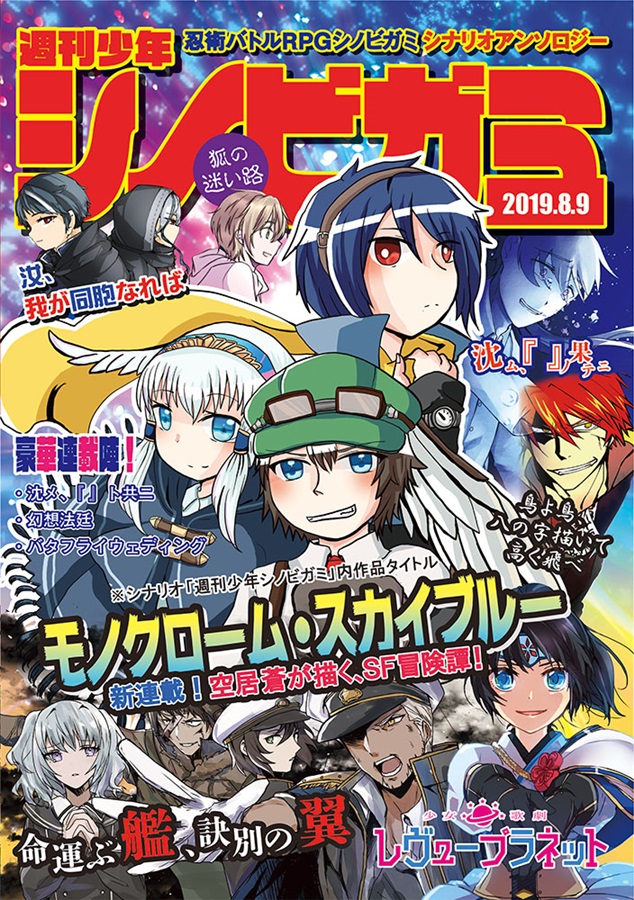 週刊少年
忍術バトルRPGシノビガミ シナリオアンソロジー
シノビガミ
2019.8.9
狐の
迷い路
汝、
我が同胞なれば
沈ム、『 』ノ果テニ
豪華連載陣!
・沈メ、『 』ト共ニ
・幻想法廷
・バタフライウェディング
鳥よ鳥
八の字描いて
高く飛べ
※シナリオ「週刊少年シノビガミ」内作品タイトル
モノクローム・スカイブルー
新連載!空居蒼が描く、SF冒険譚!
命運ぶ艦、訣別の翼
少女☆歌劇
レヴュープラネット